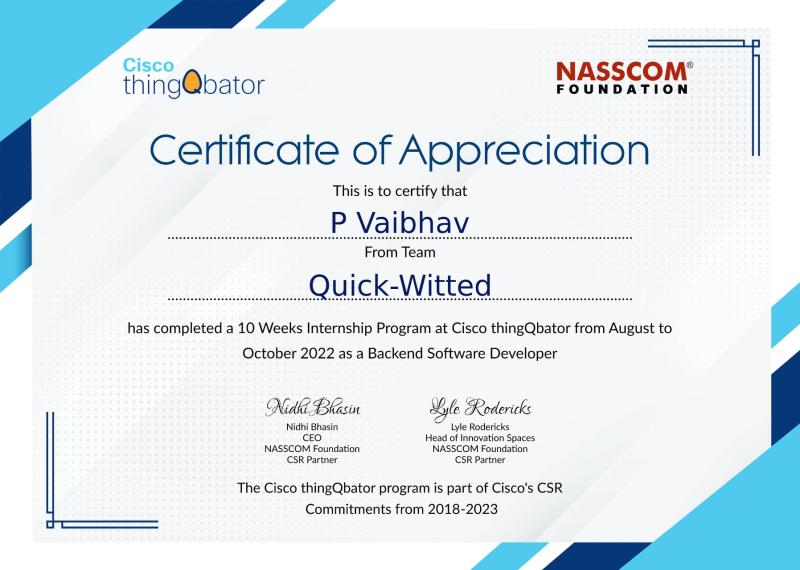 Cisco
thingQbator
NASSCOM®
FOUNDATION
Certificate of Appreciation
This is to certify that
P Vaibhav
From Team
Quick-Witted
has completed a 10 Weeks Internship Program at Cisco thingQbator from August to
October 2022 as a Backend Software Developer
Nidhi Bhasin
Nidhi Bhasin
CEO
NASSCOM Foundation
CSR Partner
Lyle Rodericks
Lyle Rodericks
Head of Innovation Spaces
NASSCOM Foundation
CSR Partner
The Cisco thingQbator program is part of Cisco's CSR
Commitments from 2018-2023